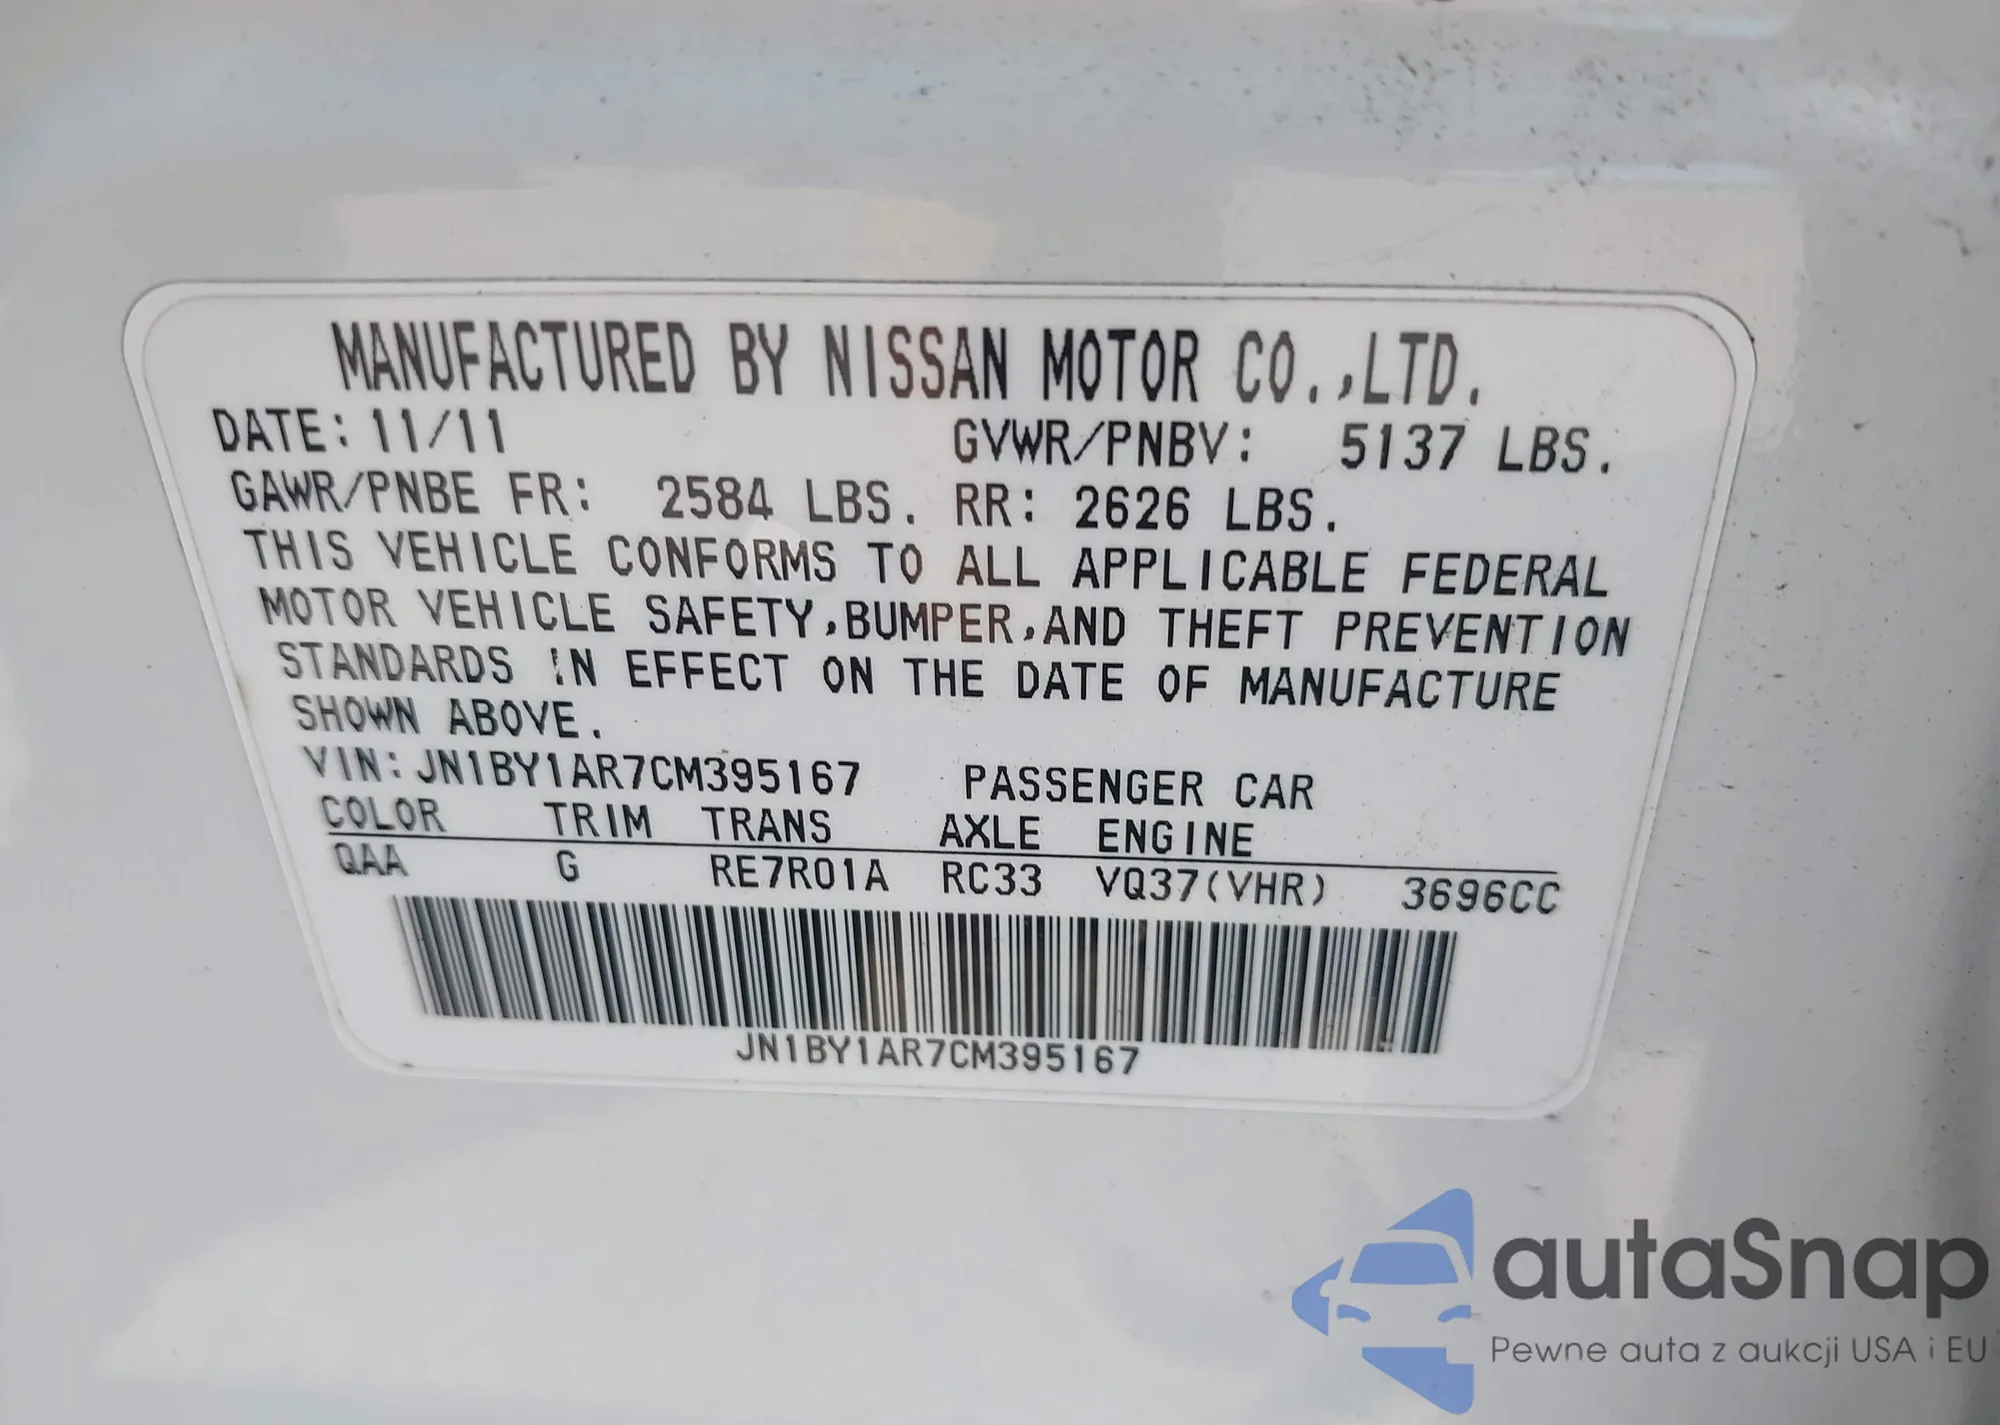 MANUFACTURED BY NISSAN MOTOR CO.,LTD.
DATE: 11/11 GVWR/PNBV: 5137 LBS.
GAWR/PNBE FR: 2584 LBS. RR: 2626 LBS.
THIS VEHICLE CONFORMS TO ALL APPLICABLE FEDERAL
MOTOR VEHICLE SAFETY,BUMPER,AND THEFT PREVENTION
STANDARDS IN EFFECT ON THE DATE OF MANUFACTURE
SHOWN ABOVE.
VIN: JN1BY1AR7CM395167 PASSENGER CAR
COLOR TRIM TRANS AXLE ENGINE
QAA G RE7R01A RC33 VQ37(VHR) 3696CC
JN1BY1AR7CM395167
autaSnap
Pewne auta z aukcji USA i EU